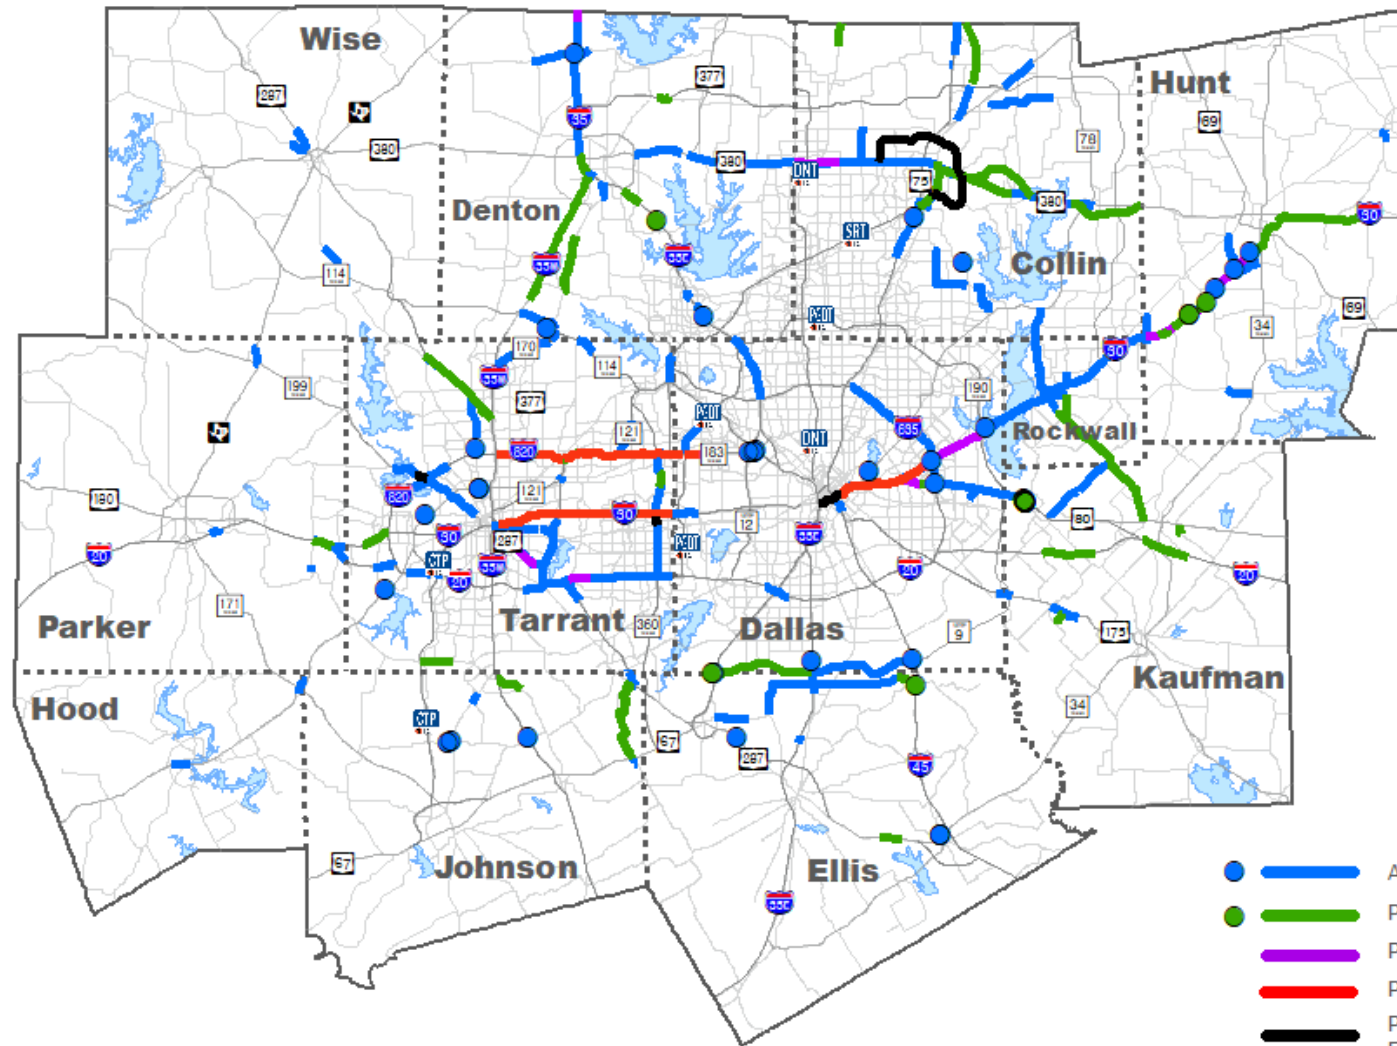 Wise
Hunt
377
287
35
69
380
78
380
DNT
75
Denton
380
30
SRT
35W
35E
Collin
114
69
PGBT
34
170
30
35W
114
199
190
377
PGBT
121
635
Rockwall
DNT
820
183
180
820
121
30
12
80
30
287
35E
20
PGBT
CTP
35W
20
20
20
171
Tarrant
360
Dallas
9
175
Parker
Kaufman
Hood
34
CTP
67
287
45
67
Johnson
Ellis
35E
A
P
P
P
P